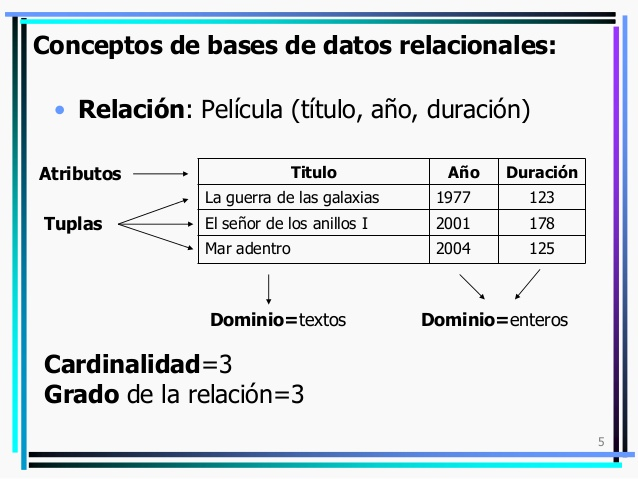 Conceptos de bases de datos relacionales:
• Relación: Película (título, año, duración)
Atributos
Titulo Año Duración
Tuplas
La guerra de las galaxias 1977 123
El señor de los anillos I 2001 178
Mar adentro 2004 125
Dominio=textos Dominio=enteros
Cardinalidad=3
Grado de la relación=3
5